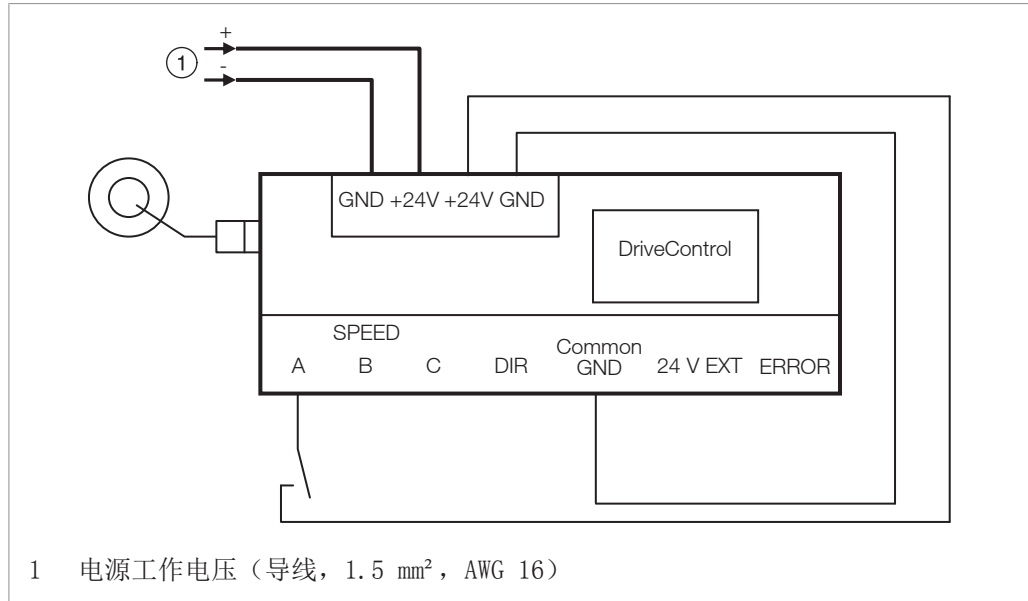 +
1
-
GND +24V +24V GND
DriveControl
SPEED
A B C DIR Common GND 24 V EXT ERROR
1 电源工作电压（导线，1.5 mm²，AWG 16）